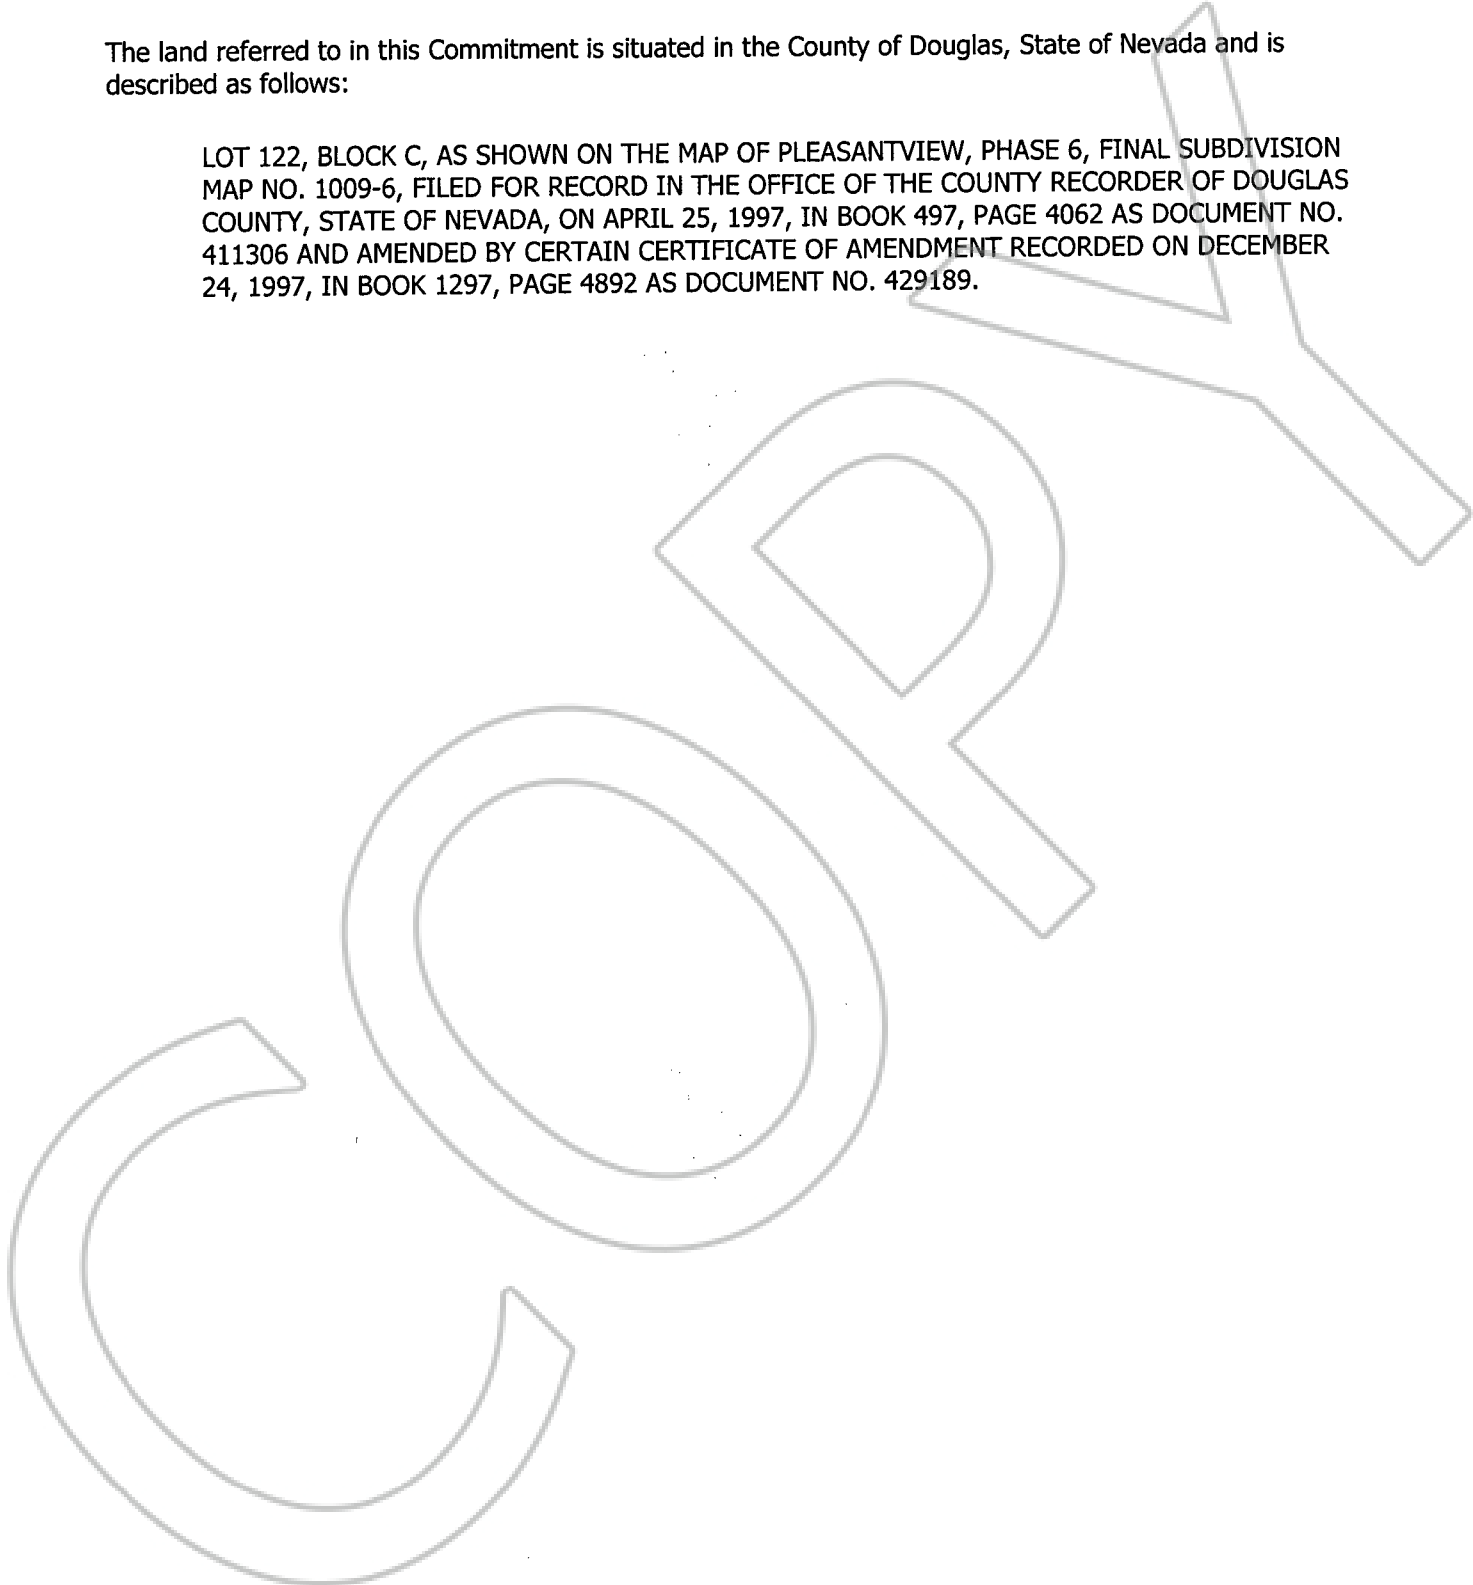 The land referred to in this Commitment is situated in the County of Douglas, State of Nevada and is
described as follows:
LOT 122, BLOCK C, AS SHOWN ON THE MAP OF PLEASANTVIEW, PHASE 6, FINAL SUBDIVISION
MAP NO. 1009-6, FILED FOR RECORD IN THE OFFICE OF THE COUNTY RECORDER OF DOUGLAS
COUNTY, STATE OF NEVADA, ON APRIL 25, 1997, IN BOOK 497, PAGE 4062 AS DOCUMENT NO.
411306 AND AMENDED BY CERTAIN CERTIFICATE OF AMENDMENT RECORDED ON DECEMBER
24, 1997, IN BOOK 1297, PAGE 4892 AS DOCUMENT NO. 429189.
COPY